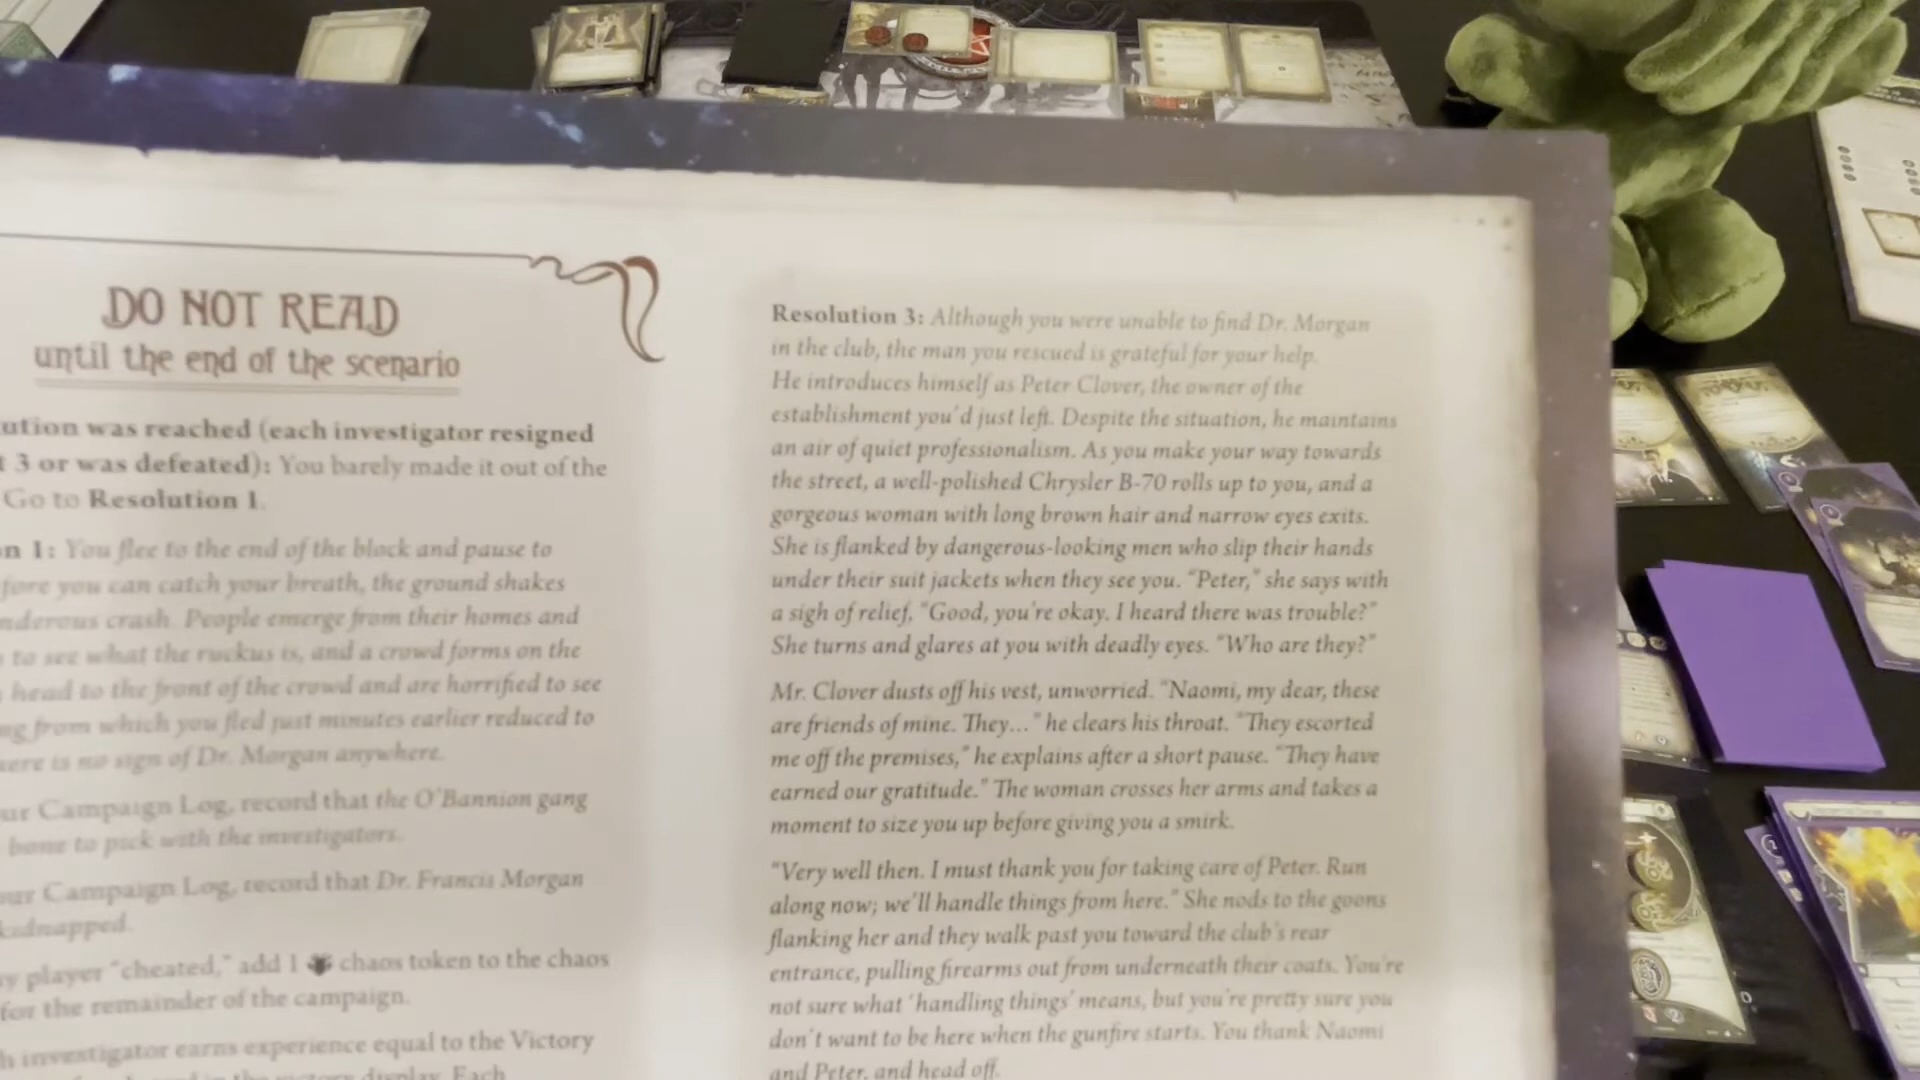 DO NOT READ
until the end of the scenario
ution was reached (each investigator resigned
t 3 or was defeated): You barely made it out of the
Go to Resolution 1.
n 1: You flee to the end of the block and pause to
fore you can catch your breath, the ground shakes
nderous crash. People emerge from their homes and
to see what the ruckus is, and a crowd forms on the
head to the front of the crowd and are horrified to see
ng from which you fled just minutes earlier reduced to
here is no sign of Dr. Morgan anywhere.
ur Campaign Log, record that the O'Bannion gang
bone to pick with the investigators.
ur Campaign Log, record that Dr. Francis Morgan
kidnapped.
y player "cheated," add 1 chaos token to the chaos
for the remainder of the campaign.
h investigator earns experience equal to the Victory
in the victory display. Each
Resolution 3: Although you were unable to find Dr. Morgan
in the club, the man you rescued is grateful for your help.
He introduces himself as Peter Clover, the owner of the
establishment you'd just left. Despite the situation, he maintains
an air of quiet professionalism. As you make your way towards
the street, a well-polished Chrysler B-70 rolls up to you, and a
gorgeous woman with long brown hair and narrow eyes exits.
She is flanked by dangerous-looking men who slip their hands
under their suit jackets when they see you. "Peter," she says with
a sigh of relief, "Good, you're okay. I heard there was trouble?"
She turns and glares at you with deadly eyes. "Who are they?"
Mr. Clover dusts off his vest, unworried. "Naomi, my dear, these
are friends of mine. They…" he clears his throat. "They escorted
me off the premises," he explains after a short pause. "They have
earned our gratitude." The woman crosses her arms and takes a
moment to size you up before giving you a smirk.
"Very well then. I must thank you for taking care of Peter. Run
along now; we'll handle things from here." She nods to the goons
flanking her and they walk past you toward the club's rear
entrance, pulling firearms out from underneath their coats. You're
not sure what 'handling things' means, but you're pretty sure you
don't want to be here when the gunfire starts. You thank Naomi
and Peter, and head off.